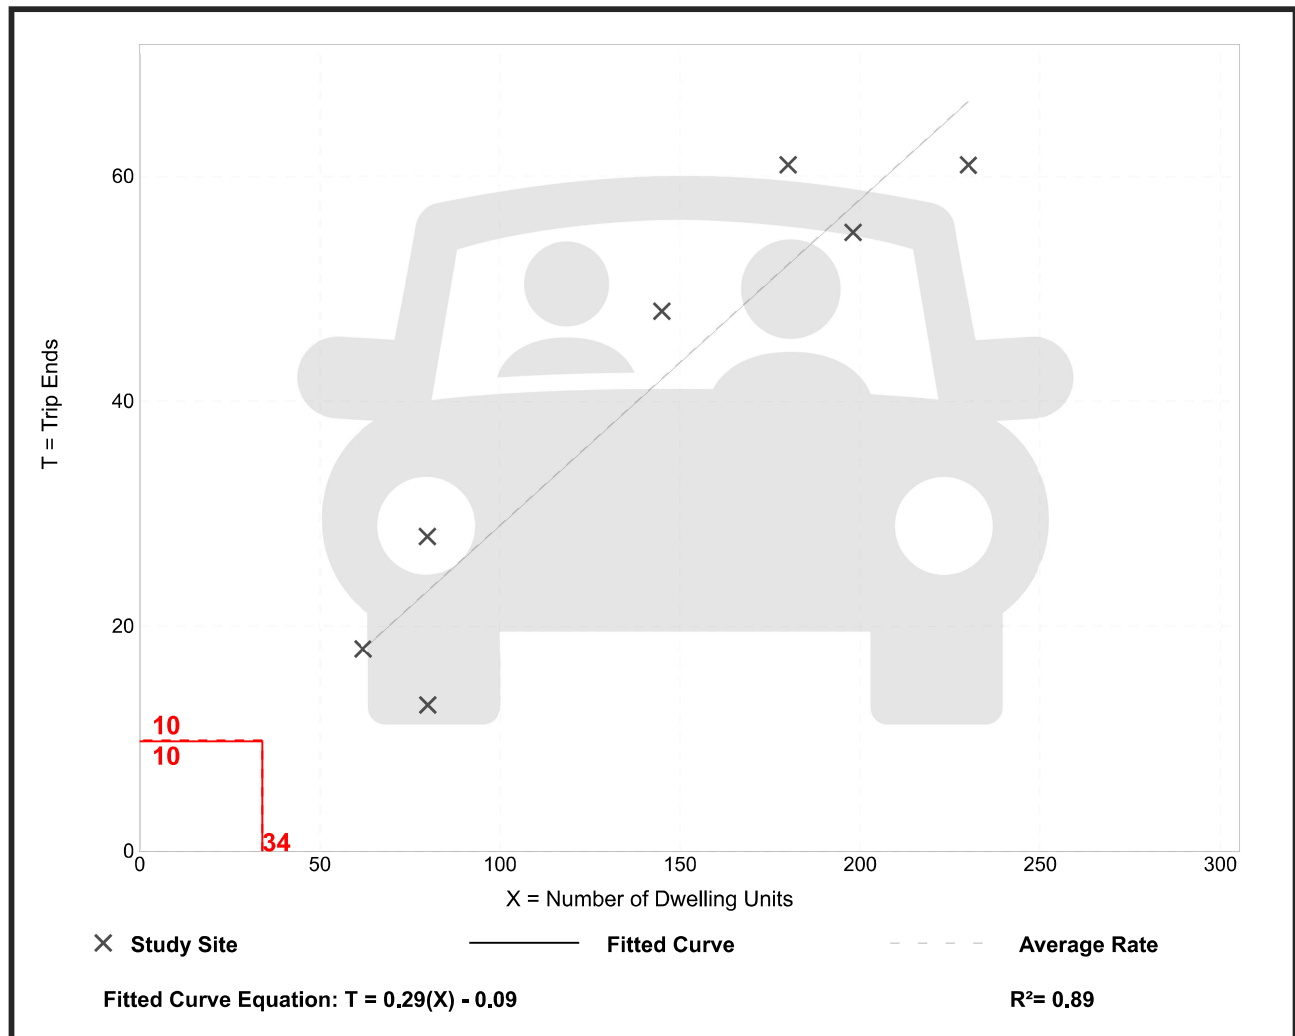 60
40
20
0
T = Trip Ends
10
10
34
0 50 100 150 200 250 300
X = Number of Dwelling Units
Study Site Fitted Curve Average Rate
Fitted Curve Equation: T = 0.29(X) - 0.09 R²= 0.89